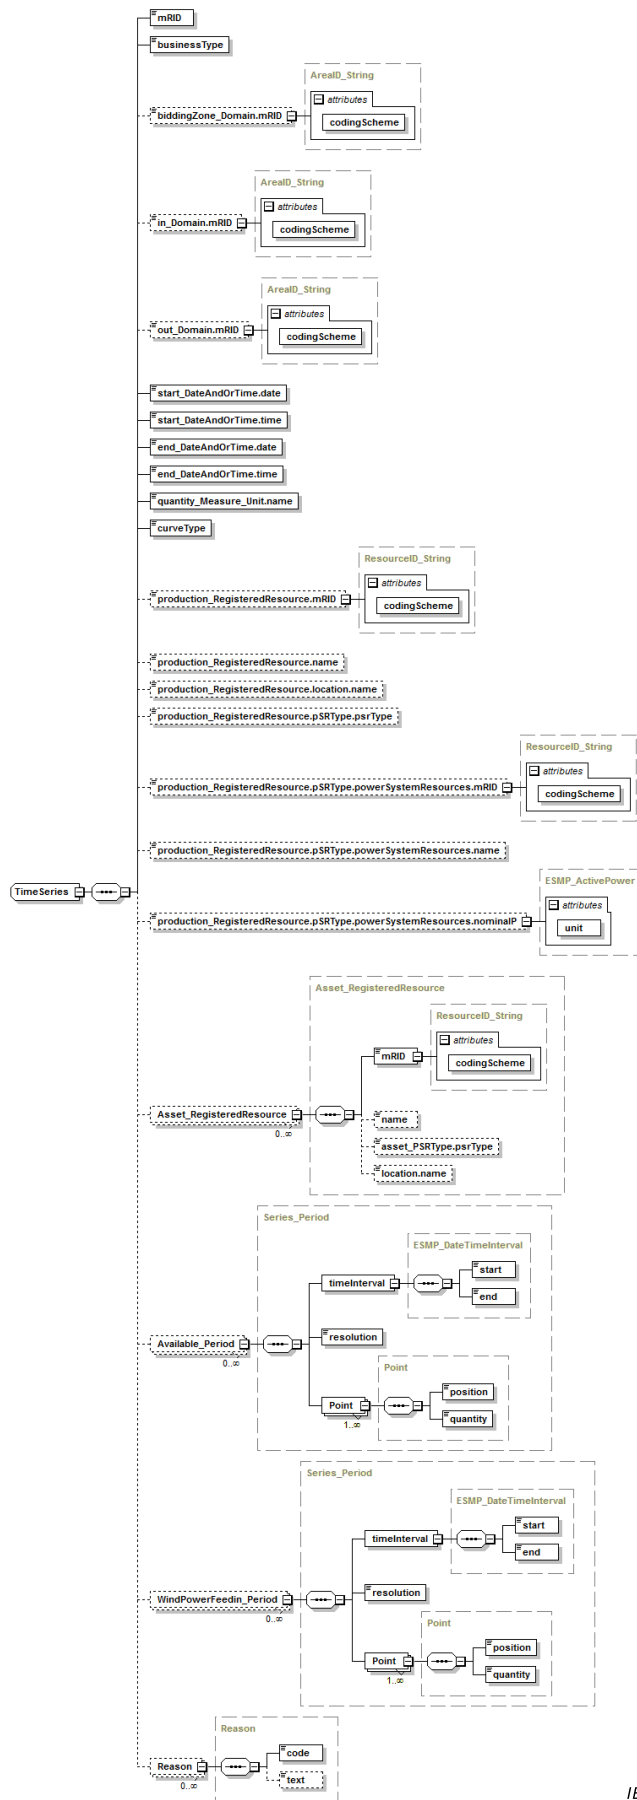 mRID
businessType
AreaID_String
attributes
biddingZone_Domain.mRID
codingScheme
AreaID_String
attributes
in_Domain.mRID
codingScheme
AreaID_String
attributes
out_Domain.mRID
codingScheme
start_DateAndOrTime.date
start_DateAndOrTime.time
end_DateAndOrTime.date
end_DateAndOrTime.time
quantity_Measure_Unit.name
curveType
ResourceID_String
attributes
production_RegisteredResource.mRID
codingScheme
production_RegisteredResource.name
production_RegisteredResource.location.name
production_RegisteredResource.pSRType.psrType
ResourceID_String
attributes
production_RegisteredResource.pSRType.powerSystemResources.mRID
codingScheme
production_RegisteredResource.pSRType.powerSystemResources.name
TimeSeries
ESMP_ActivePower
attributes
production_RegisteredResource.pSRType.powerSystemResources.nominalP
unit
Asset_RegisteredResource
ResourceID_String
attributes
mRID
codingScheme
Asset_RegisteredResource
0..∞
name
asset_PSRType.psrType
location.name
Series_Period
ESMP_DateTimeInterval
start
timeInterval
end
Available_Period
0..∞
resolution
Point
position
Point
1..∞
quantity
Series_Period
ESMP_DateTimeInterval
start
timeInterval
end
WindPowerFeedin_Period
0..∞
resolution
Point
position
Point
1..∞
quantity
Reason
code
Reason
0..∞
text